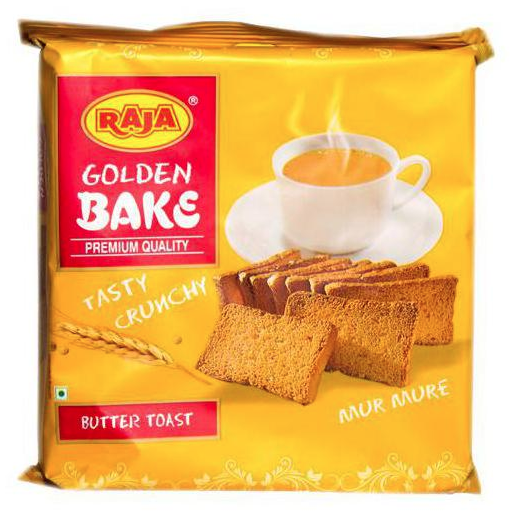 RAJA ®
GOLDEN
BAKE
PREMIUM QUALITY
TASTY
CRUNCHY
MUR MURE
BUTTER TOAST